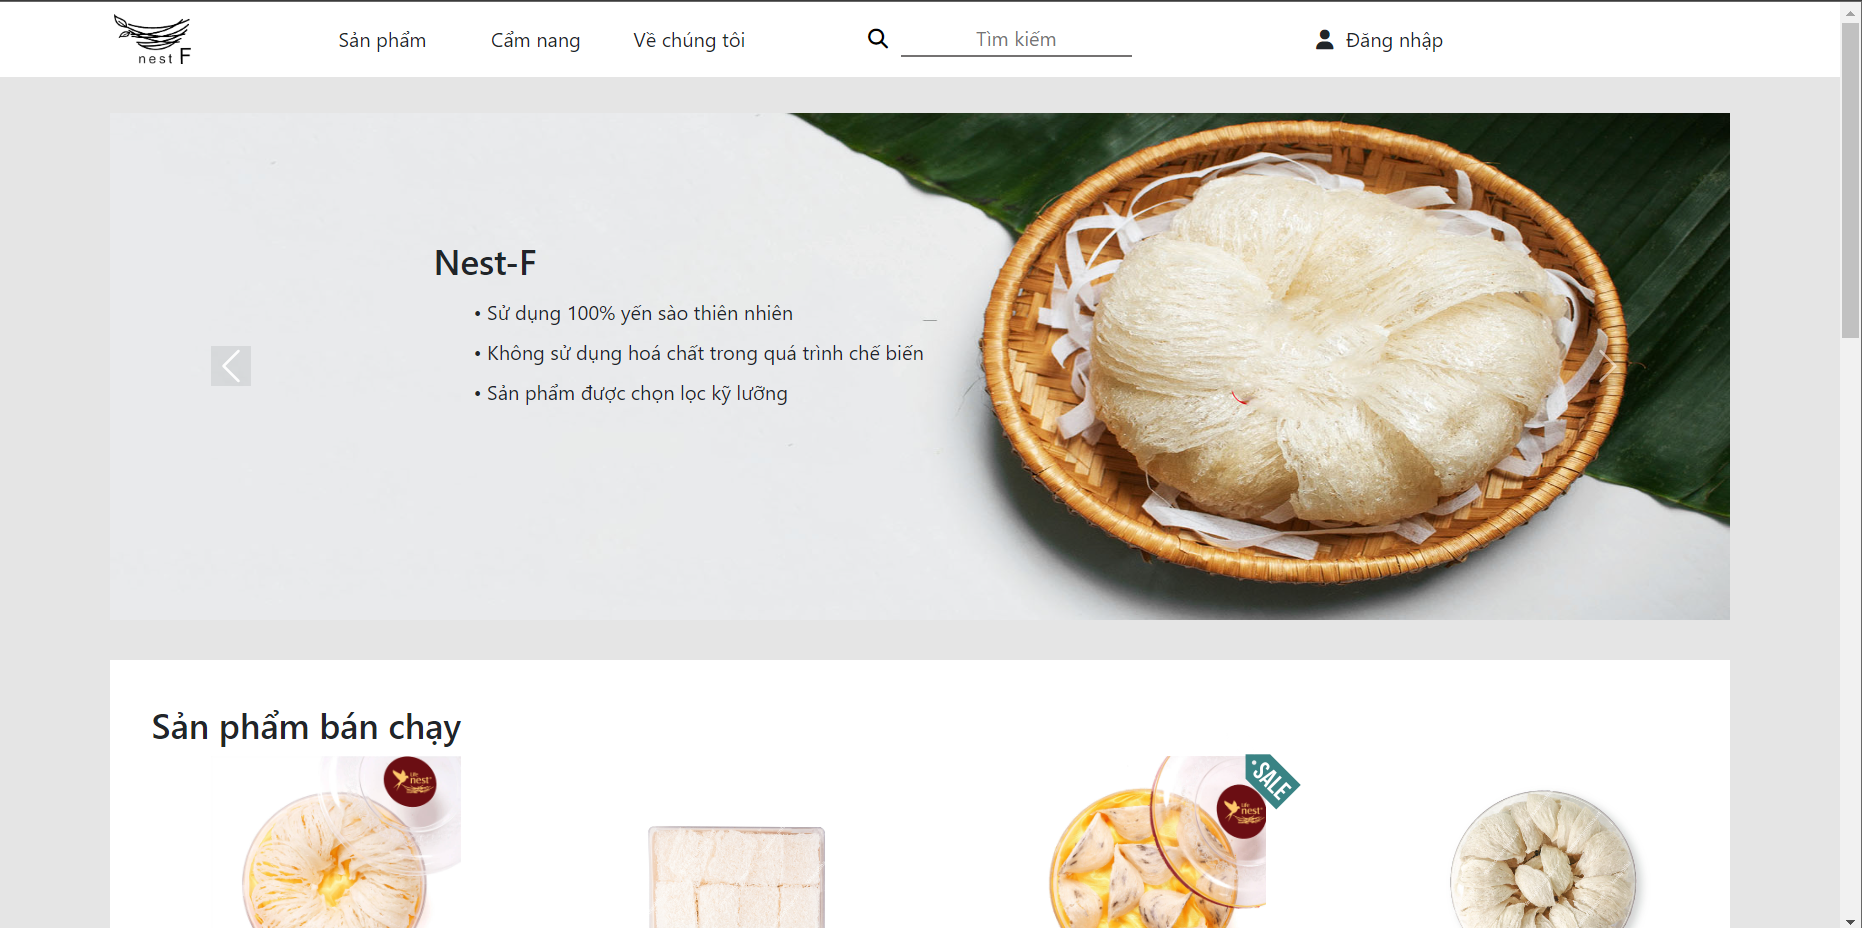 nest F
Sản phẩm
Cẩm nang
Về chúng tôi
Tìm kiếm
Đăng nhập
Nest-F
• Sử dụng 100% yến sào thiên nhiên
• Không sử dụng hoá chất trong quá trình chế biến
• Sản phẩm được chọn lọc kỹ lưỡng
Sản phẩm bán chạy
Life
nest
SALE
Life
nest